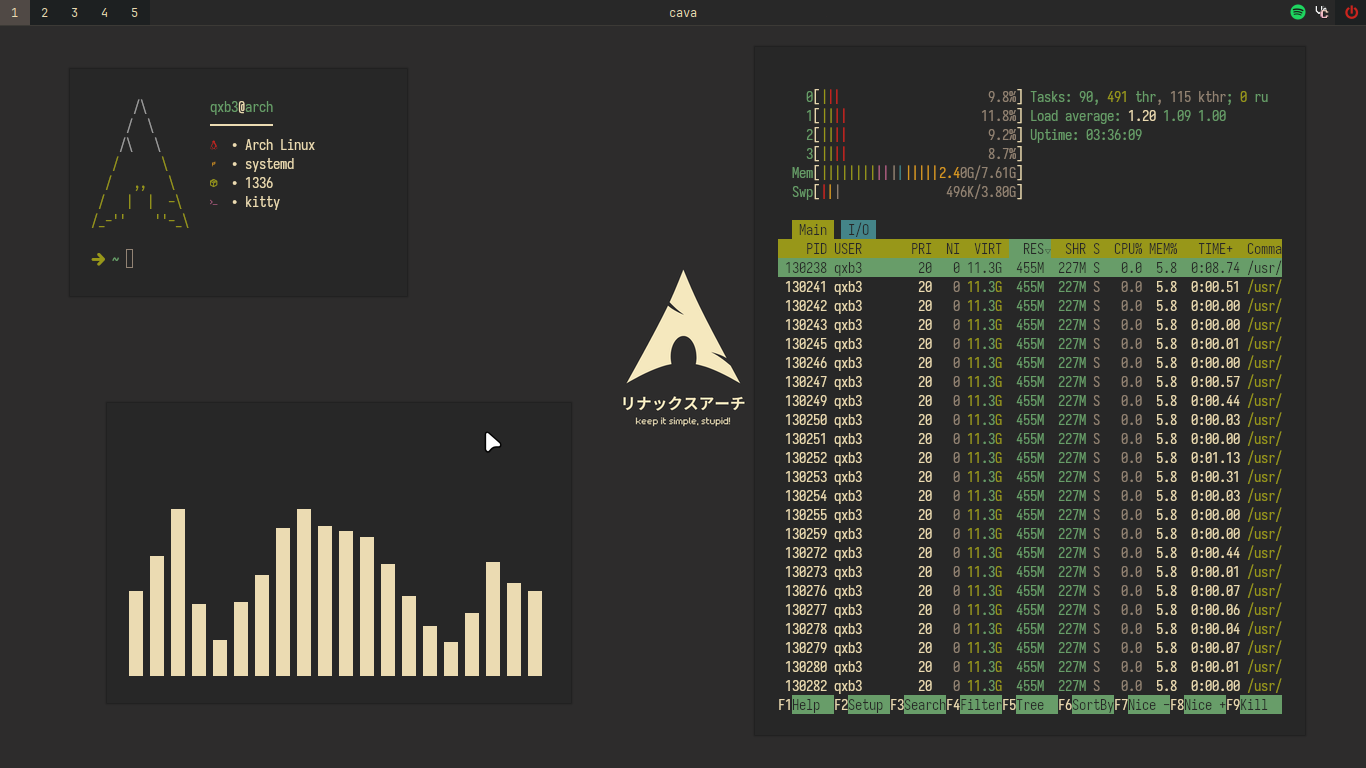 1 2 3 4 5 cava
qxb3@arch
• Arch Linux
• systemd
• 1336
• kitty
~
リナックスアーチ
keep it simple, stupid!
0[||| 9.8%] Tasks: 90, 491 thr, 115 kthr; 0 ru
1[|||| 11.8%] Load average: 1.20 1.09 1.00
2[|||| 9.2%] Uptime: 03:36:09
3[|||| 8.7%]
Mem[|||||||||||||||||2.40G/7.61G]
Swp[||| 496K/3.80G]
Main I/O
PID USER PRI NI VIRT RES▽ SHR S CPU% MEM% TIME+ Comma
130238 qxb3 20 0 11.3G 455M 227M S 0.0 5.8 0:08.74 /usr/
130241 qxb3 20 0 11.3G 455M 227M S 0.0 5.8 0:00.51 /usr/
130242 qxb3 20 0 11.3G 455M 227M S 0.0 5.8 0:00.00 /usr/
130243 qxb3 20 0 11.3G 455M 227M S 0.0 5.8 0:00.00 /usr/
130245 qxb3 20 0 11.3G 455M 227M S 0.0 5.8 0:00.01 /usr/
130246 qxb3 20 0 11.3G 455M 227M S 0.0 5.8 0:00.00 /usr/
130247 qxb3 20 0 11.3G 455M 227M S 0.0 5.8 0:00.57 /usr/
130249 qxb3 20 0 11.3G 455M 227M S 0.0 5.8 0:00.44 /usr/
130250 qxb3 20 0 11.3G 455M 227M S 0.0 5.8 0:00.03 /usr/
130251 qxb3 20 0 11.3G 455M 227M S 0.0 5.8 0:00.00 /usr/
130252 qxb3 20 0 11.3G 455M 227M S 0.0 5.8 0:01.13 /usr/
130253 qxb3 20 0 11.3G 455M 227M S 0.0 5.8 0:00.31 /usr/
130254 qxb3 20 0 11.3G 455M 227M S 0.0 5.8 0:00.03 /usr/
130255 qxb3 20 0 11.3G 455M 227M S 0.0 5.8 0:00.00 /usr/
130259 qxb3 20 0 11.3G 455M 227M S 0.0 5.8 0:00.00 /usr/
130272 qxb3 20 0 11.3G 455M 227M S 0.0 5.8 0:00.44 /usr/
130273 qxb3 20 0 11.3G 455M 227M S 0.0 5.8 0:00.01 /usr/
130276 qxb3 20 0 11.3G 455M 227M S 0.0 5.8 0:00.07 /usr/
130277 qxb3 20 0 11.3G 455M 227M S 0.0 5.8 0:00.06 /usr/
130278 qxb3 20 0 11.3G 455M 227M S 0.0 5.8 0:00.04 /usr/
130279 qxb3 20 0 11.3G 455M 227M S 0.0 5.8 0:00.07 /usr/
130280 qxb3 20 0 11.3G 455M 227M S 0.0 5.8 0:00.01 /usr/
130282 qxb3 20 0 11.3G 455M 227M S 0.0 5.8 0:00.00 /usr/
F1Help F2Setup F3SearchF4FilterF5Tree F6SortByF7Nice -F8Nice +F9Kill